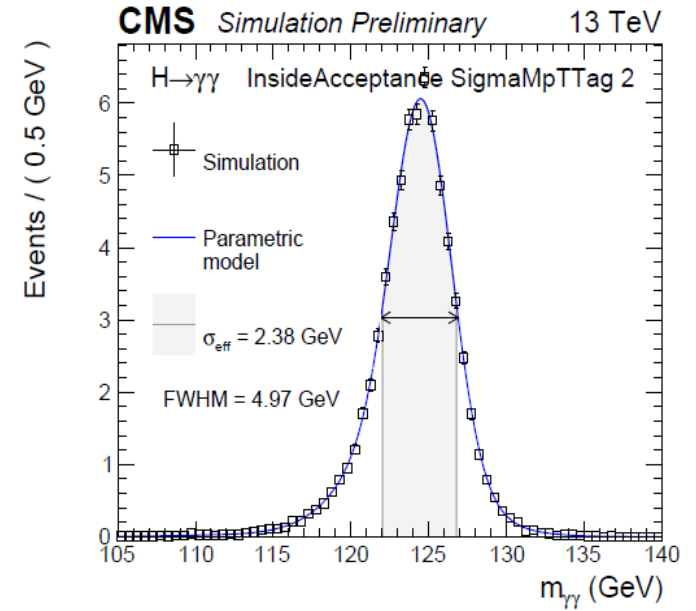 CMS Simulation Preliminary 13 TeV
H→γγ InsideAcceptance SigmaMpTTag 2
Simulation
Parametric
model
σeff = 2.38 GeV
FWHM = 4.97 GeV
Events / ( 0.5 GeV )
6
5
4
3
2
1
0
105 110 115 120 125 130 135 140
mγγ (GeV)